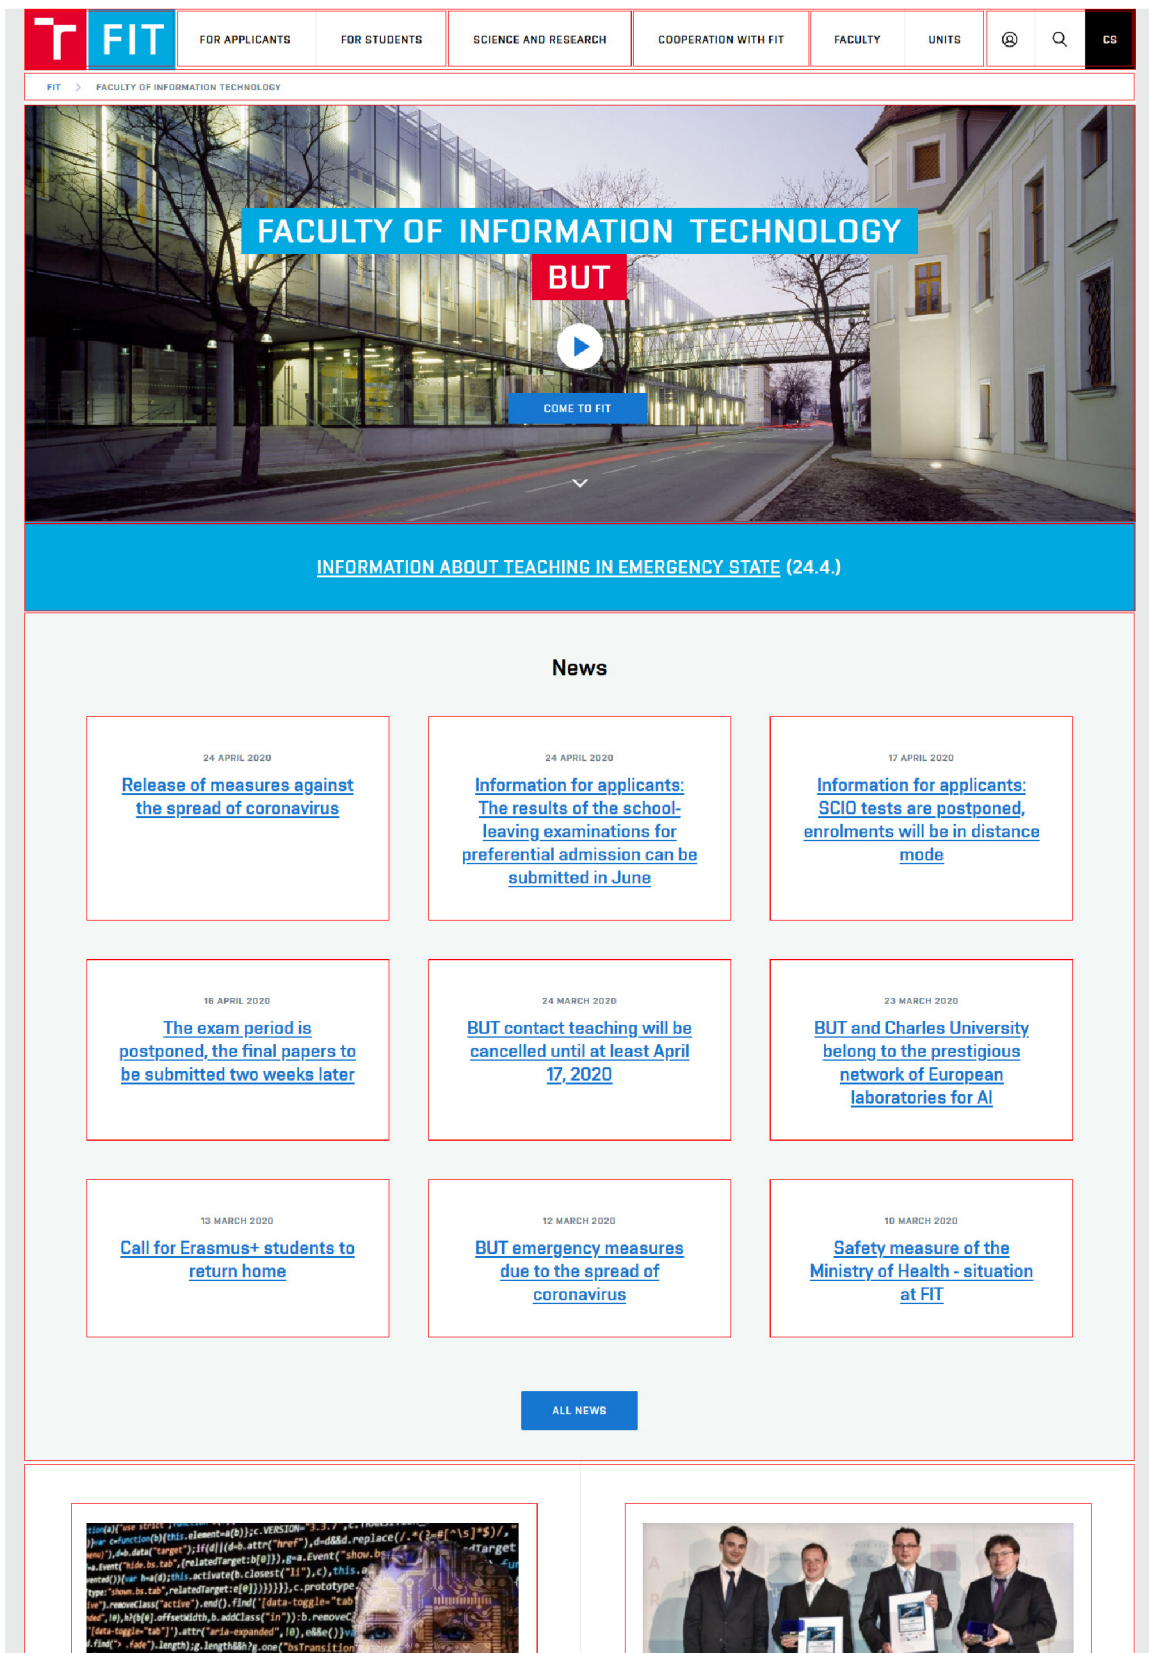 FIT
FOR APPLICANTS
FOR STUDENTS
SCIENCE AND RESEARCH
COOPERATION WITH FIT
FACULTY
UNITS
CS
FIT > FACULTY OF INFORMATION TECHNOLOGY
FACULTY OF INFORMATION TECHNOLOGY
BUT
COME TO FIT
INFORMATION ABOUT TEACHING IN EMERGENCY STATE (24.4.)
News
24 APRIL 2020
Release of measures against
the spread of coronavirus
24 APRIL 2020
Information for applicants:
The results of the school-
leaving examinations for
preferential admission can be
submitted in June
17 APRIL 2020
Information for applicants:
SCIO tests are postponed,
enrolments will be in distance
mode
16 APRIL 2020
The exam period is
postponed, the final papers to
be submitted two weeks later
24 MARCH 2020
BUT contact teaching will be
cancelled until at least April
17, 2020
23 MARCH 2020
BUT and Charles University
belong to the prestigious
network of European
laboratories for AI
13 MARCH 2020
Call for Erasmus+ students to
return home
12 MARCH 2020
BUT emergency measures
due to the spread of
coronavirus
10 MARCH 2020
Safety measure of the
Ministry of Health - situation
at FIT
ALL NEWS